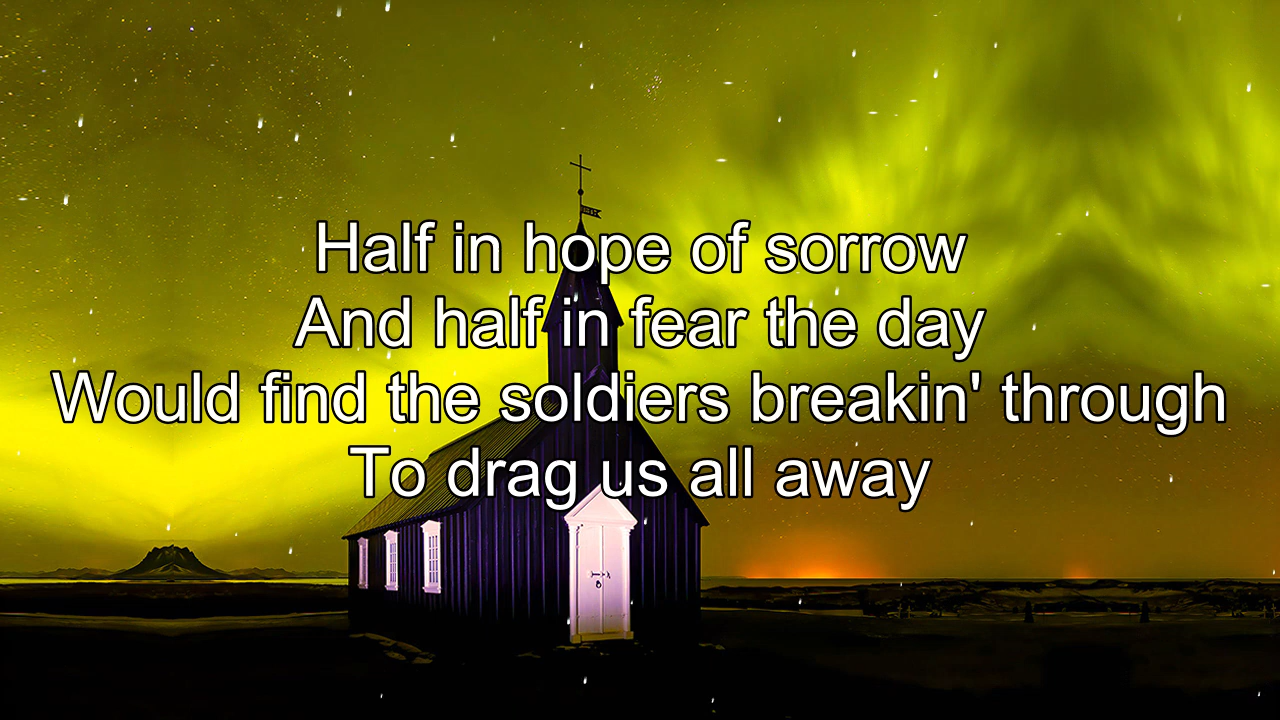 Half in hope of sorrow
And half in fear the day
Would find the soldiers breakin' through
To drag us all away